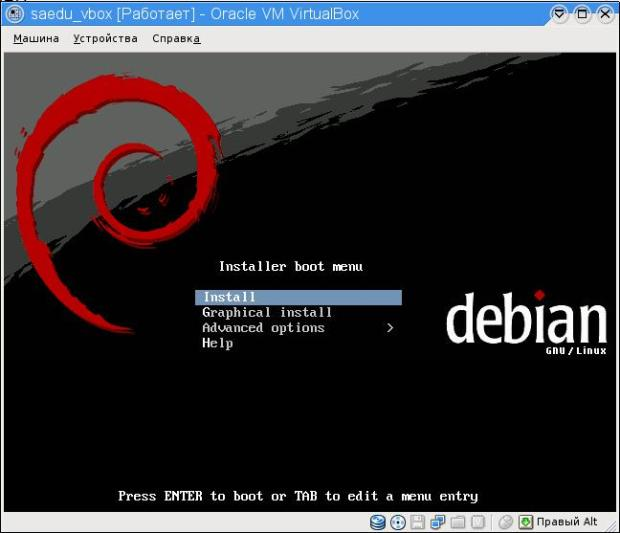 saedu_vbox [Работает] - Oracle VM VirtualBox
Машина Устройства Справка
Installer boot menu
Install
Graphical install
Advanced options >
Help
debian
GNU / Linux
Press ENTER to boot or TAB to edit a menu entry
Правый Alt